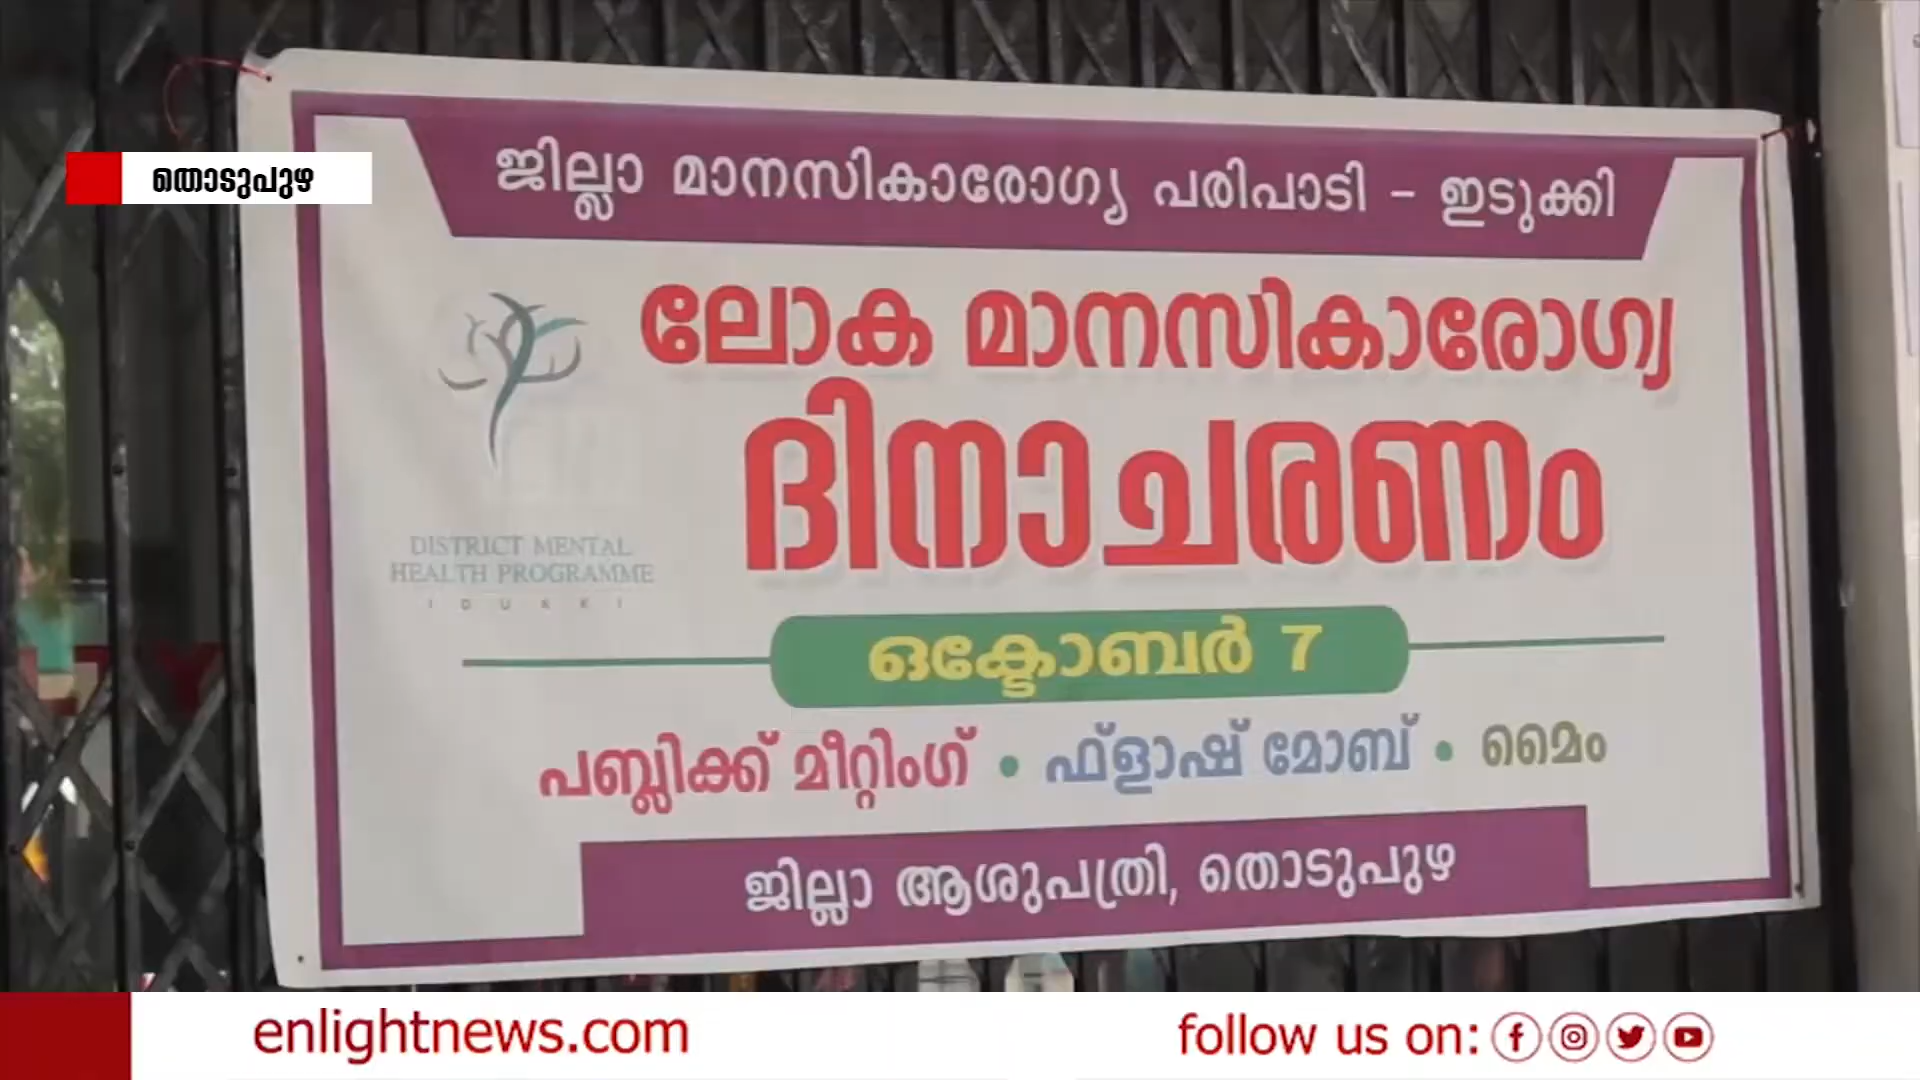 തൊടുപുഴ
ജില്ലാ മാനസികാരോഗ്യ പരിപാടി - ഇടുക്കി
ലോക മാനസികാരോഗ്യ
ദിനാചരണം
DISTRICT MENTAL
HEALTH PROGRAMME
IDUKKI
ഒക്ടോബർ 7
പബ്ലിക്ക് മീറ്റിംഗ് • ഫ്ളാഷ് മോബ് • മൈം
ജില്ലാ ആശുപത്രി, തൊടുപുഴ
enlightnews.com
follow us on: